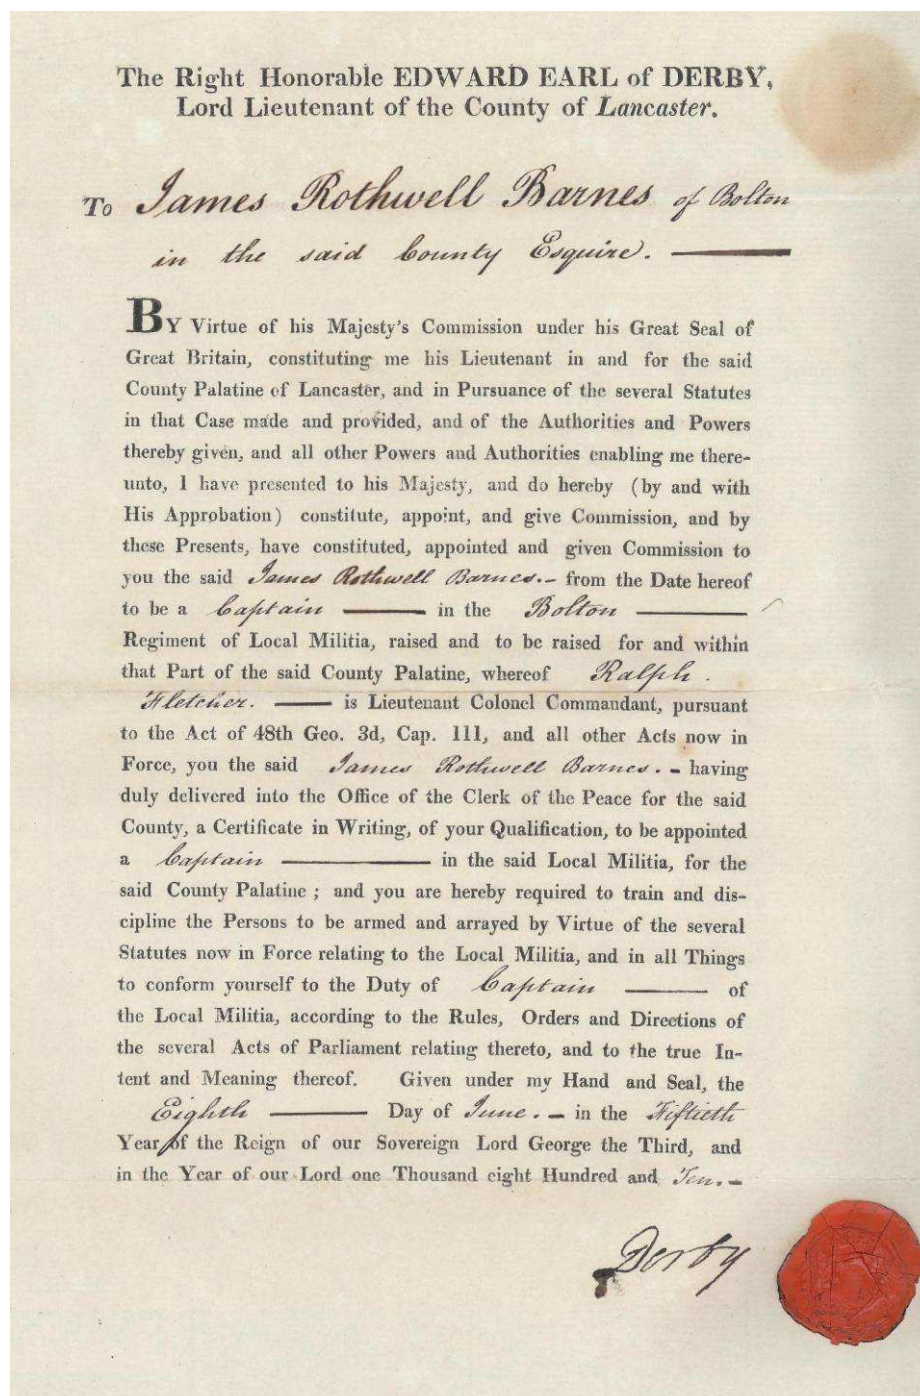 The Right Honorable EDWARD EARL of DERBY,
Lord Lieutenant of the County of Lancaster.
To James Rothwell Barnes of Bolton
in the said County Esquire.
BY Virtue of his Majesty's Commission under his Great Seal of
Great Britain, constituting me his Lieutenant in and for the said
County Palatine of Lancaster, and in Pursuance of the several Statutes
in that Case made and provided, and of the Authorities and Powers
thereby given, and all other Powers and Authorities enabling me there-
unto, I have presented to his Majesty, and do hereby (by and with
His Approbation) constitute, appoint, and give Commission, and by
these Presents, have constituted, appointed and given Commission to
you the said James Rothwell Barnes.- from the Date hereof
to be a Captain — in the Bolton —
Regiment of Local Militia, raised and to be raised for and within
that Part of the said County Palatine, whereof Ralph
Fletcher. — is Lieutenant Colonel Commandant, pursuant
to the Act of 48th Geo. 3d, Cap. 111, and all other Acts now in
Force, you the said James Rothwell Barnes. - having
duly delivered into the Office of the Clerk of the Peace for the said
County, a Certificate in Writing, of your Qualification, to be appointed
a Captain — in the said Local Militia, for the
said County Palatine ; and you are hereby required to train and dis-
cipline the Persons to be armed and arrayed by Virtue of the several
Statutes now in Force relating to the Local Militia, and in all Things
to conform yourself to the Duty of Captain — of
the Local Militia, according to the Rules, Orders and Directions of
the several Acts of Parliament relating thereto, and to the true In-
tent and Meaning thereof. Given under my Hand and Seal, the
Eighth — Day of June. - in the Fiftieth
Year of the Reign of our Sovereign Lord George the Third, and
in the Year of our Lord one Thousand eight Hundred and Ten.-
Derby